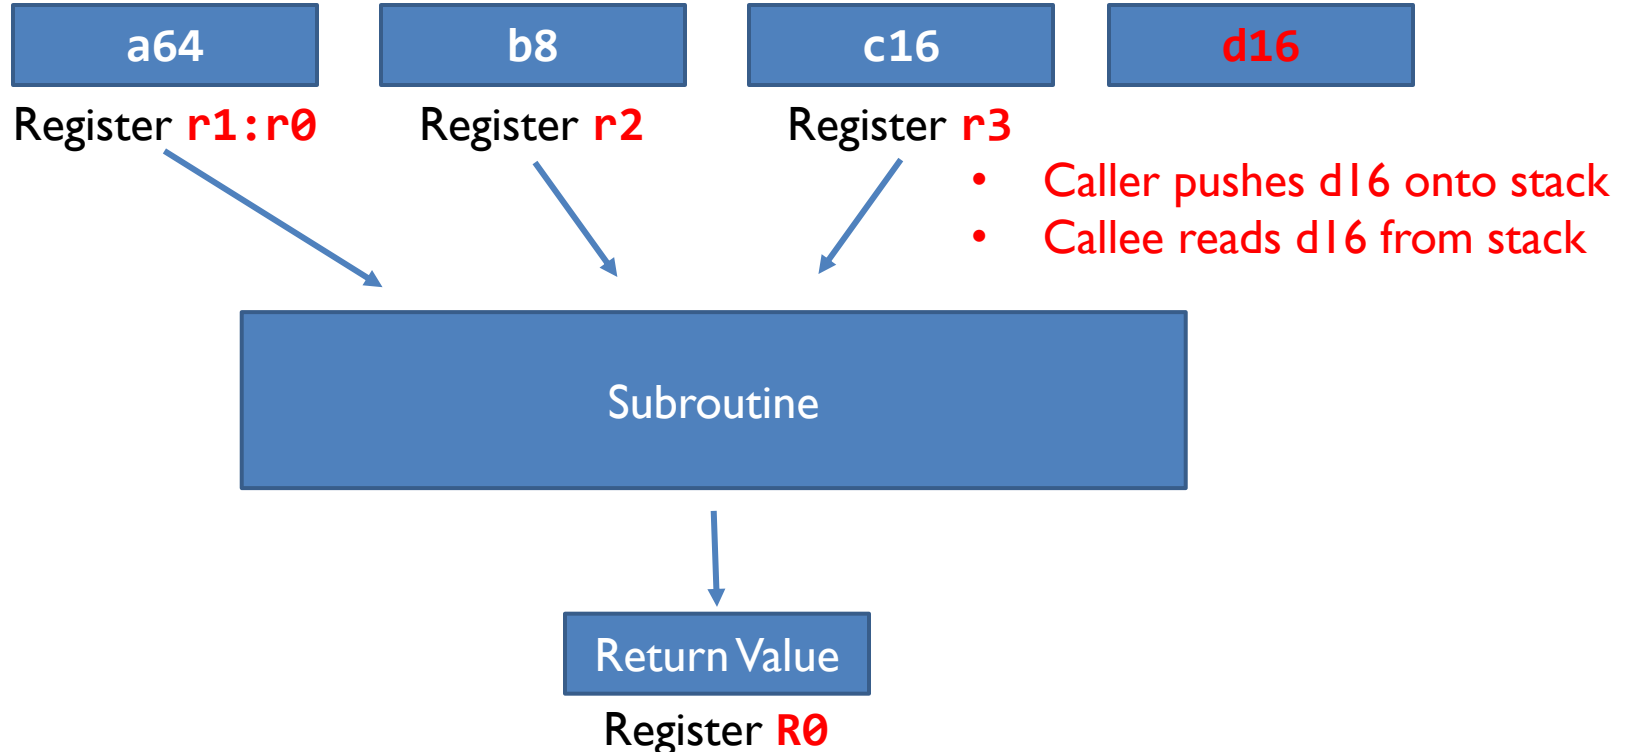 a64 b8 c16 d16
Register r1:r0 Register r2 Register r3
• Caller pushes d16 onto stack
• Callee reads d16 from stack
Subroutine
Return Value
Register R0